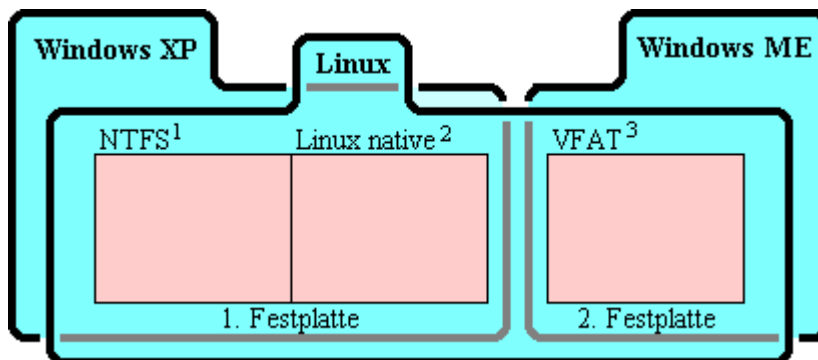 Windows XP
Linux
Windows ME
NTFS1
Linux native2
VFAT3
1. Festplatte
2. Festplatte